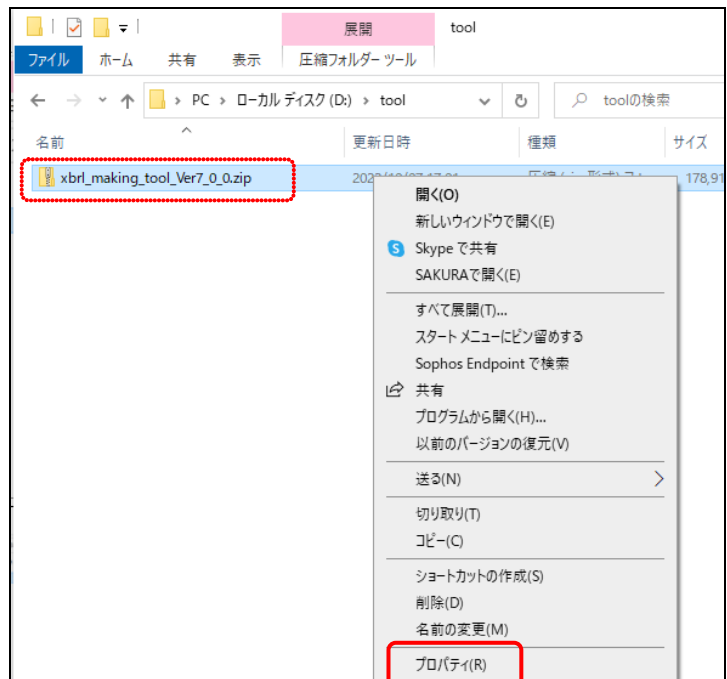 展開 tool
ファイル ホーム 共有 表示 圧縮フォルダー ツール
PC › ローカル ディスク (D:) › tool toolの検索
名前 更新日時 種類 サイズ
xbrl_making_tool_Ver7_0_0.zip 178,91
開く(O)
新しいウィンドウで開く(E)
S Skype で共有
SAKURAで開く(E)
すべて展開(T)...
スタート メニューにピン留めする
Sophos Endpoint で検索
共有
プログラムから開く(H)...
以前のバージョンの復元(V)
送る(N)
切り取り(T)
コピー(C)
ショートカットの作成(S)
削除(D)
名前の変更(M)
プロパティ(R)